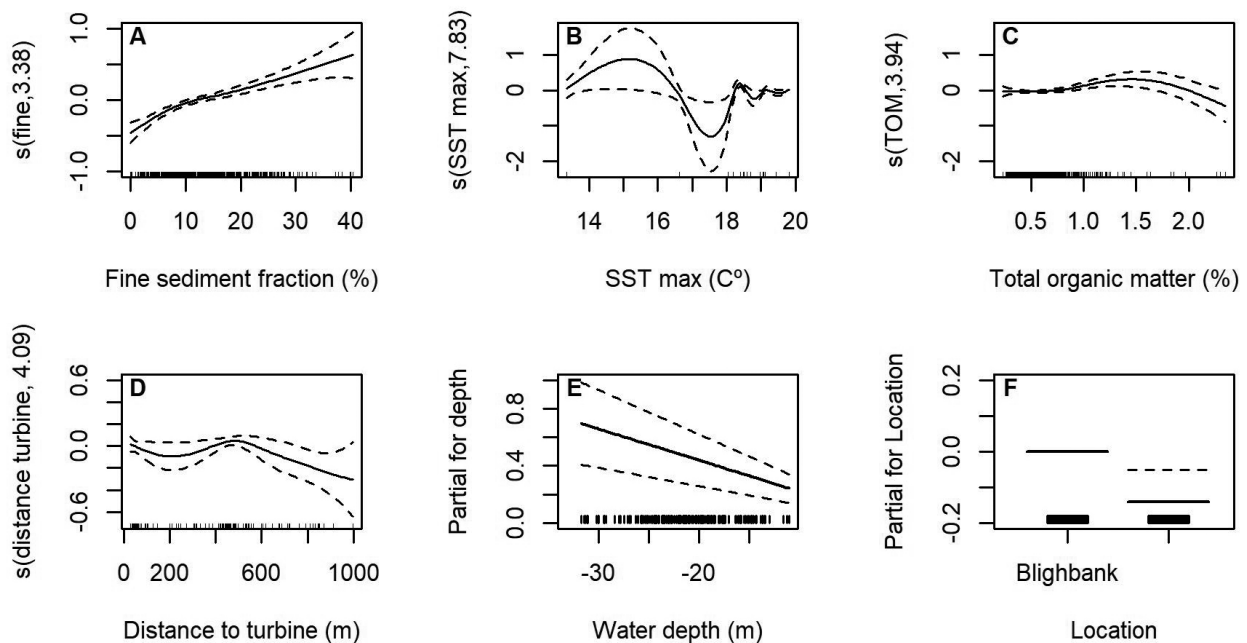 A
s(fine,3.38)
1.0
0.0
-1.0
0 10 20 30 40
Fine sediment fraction (%)
B
s(SST max,7.83)
1
0
-2
14 16 18 20
SST max (Cº)
C
s(TOM,3.94)
1
0
-2
0.5 1.0 1.5 2.0
Total organic matter (%)
D
s(distance turbine, 4.09)
0.6
0.0
-0.6
0 200 600 1000
Distance to turbine (m)
E
Partial for depth
0.8
0.4
0.0
-30 -20
Water depth (m)
F
Partial for Location
0.2
0.0
-0.2
Blighbank
Location